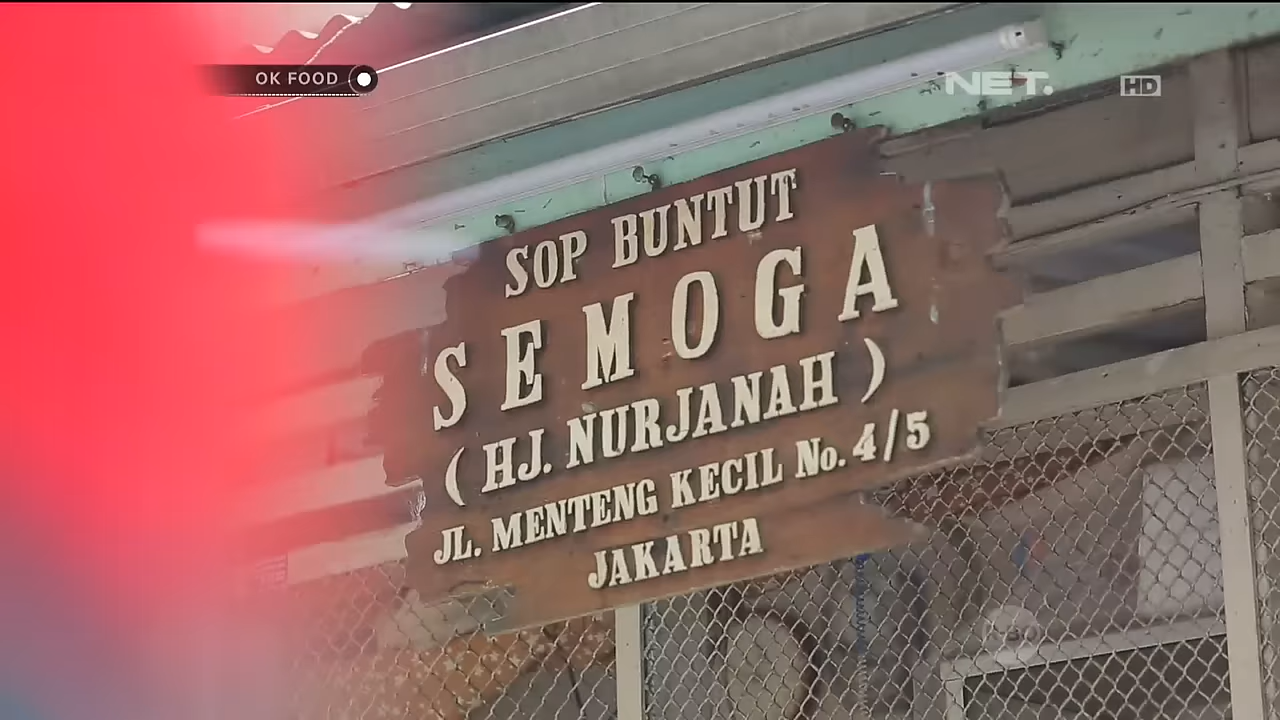 OK FOOD
NET.
HD
SOP BUNTUT
SEMOGA
( HJ. NURJANAH )
JL. MENTENG KECIL No. 4/5
JAKARTA